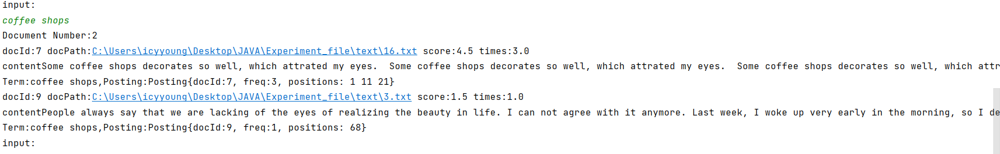 input:
coffee shops
Document Number:2
docId:7 docPath:C:\Users\icyyoung\Desktop\JAVA\Experiment_file\text\16.txt score:4.5 times:3.0
contentSome coffee shops decorates so well, which attrated my eyes.  Some coffee shops decorates so well, which attrated my eyes.  Some coffee shops decorates so well, which attr
Term:coffee shops,Posting:Posting{docId:7, freq:3, positions: 1 11 21}
docId:9 docPath:C:\Users\icyyoung\Desktop\JAVA\Experiment_file\text\3.txt score:1.5 times:1.0
contentPeople always say that we are lacking of the eyes of realizing the beauty in life. I can not agree with it anymore. Last week, I woke up very early in the morning, so I de
Term:coffee shops,Posting:Posting{docId:9, freq:1, positions: 68}
input: